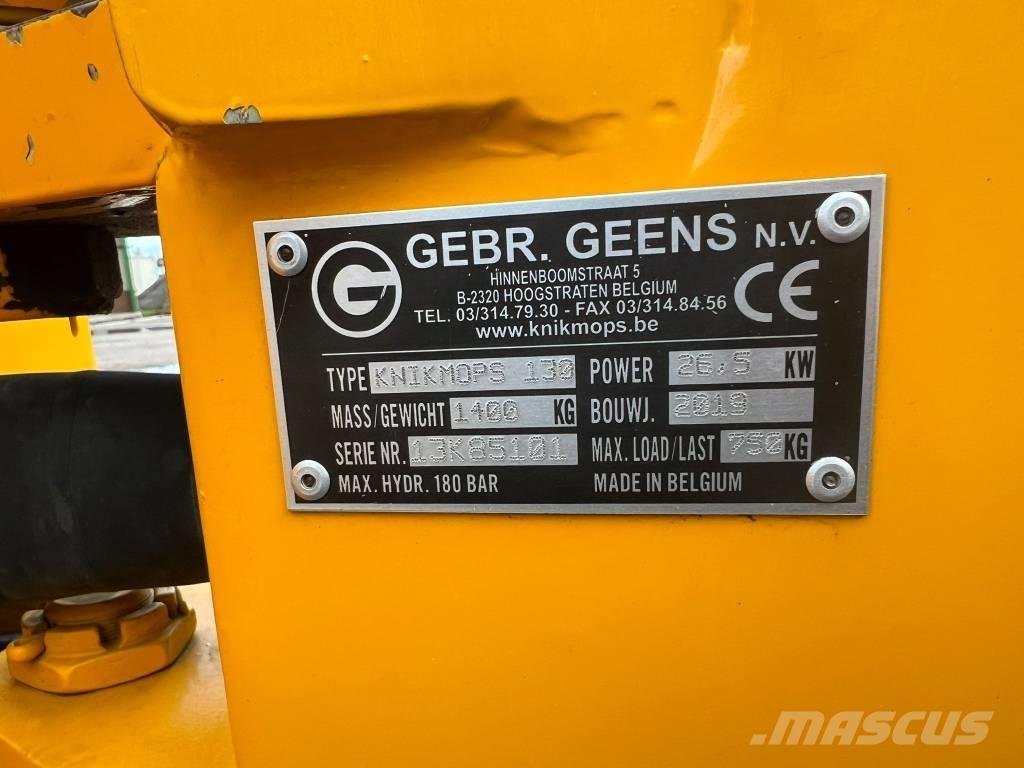 G
GEBR. GEENS N.V.
HINNENBOOMSTRAAT 5
B-2320 HOOGSTRATEN BELGIUM
TEL. 03/314.79.30 - FAX 03/314.84.56
www.knikmops.be
CE
TYPE KNIKMOPS 130 POWER 26,5 KW
MASS/GEWICHT 1400 KG BOUWJ. 2019
SERIE NR. 13K85101 MAX. LOAD/LAST 750 KG
MAX. HYDR. 180 BAR MADE IN BELGIUM
MASCUS